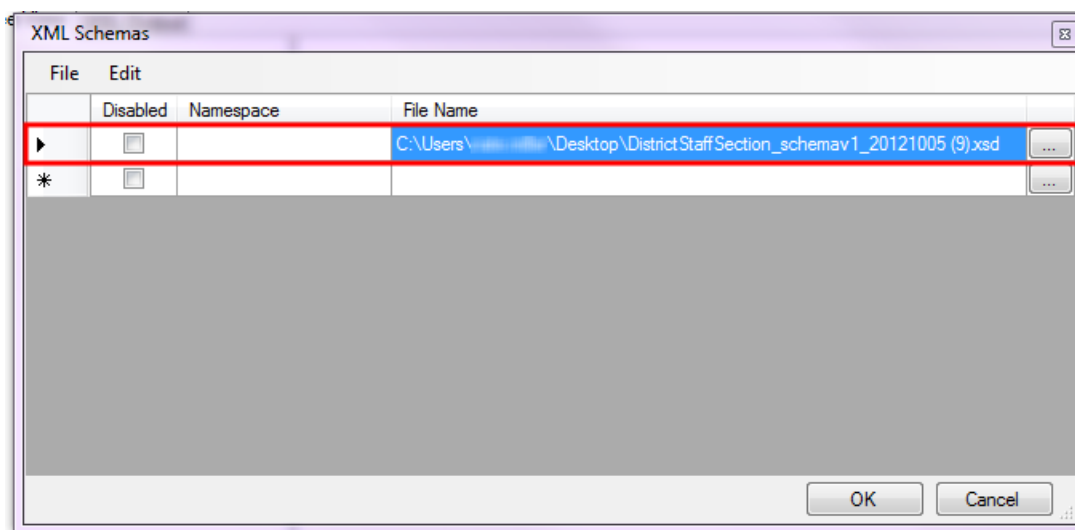 XML Schemas
File Edit
Disabled Namespace File Name
C:\Users\ \Desktop\DistrictStaffSection_schemav1_20121005 (9).xsd ...
...
OK Cancel